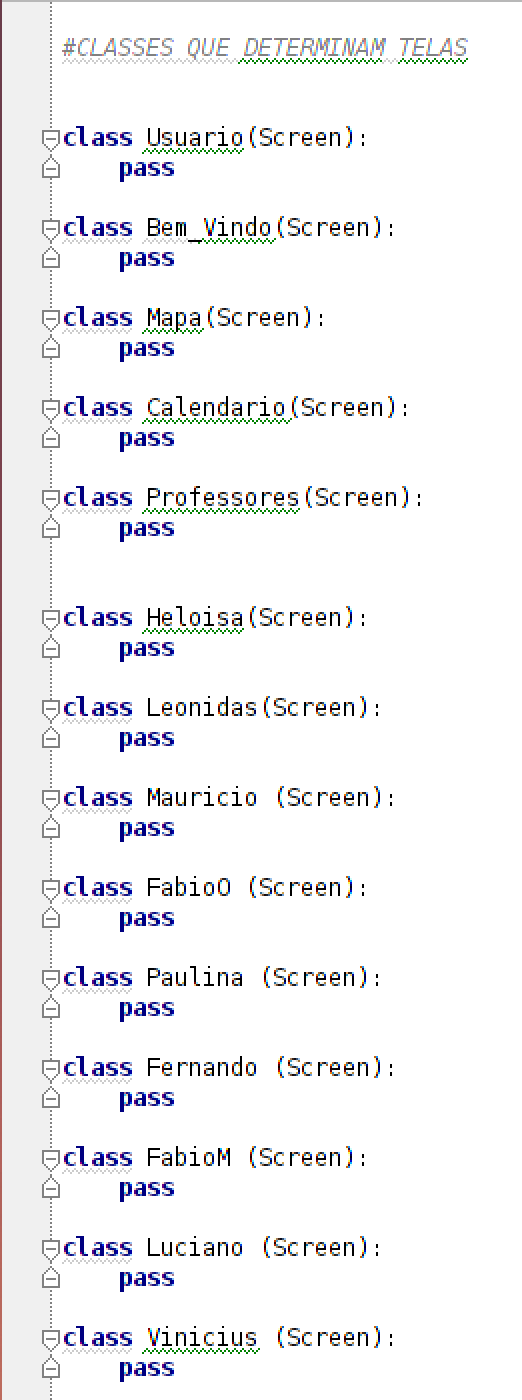 #CLASSES QUE DETERMINAM TELAS
class Usuario(Screen):
    pass
class Bem_Vindo(Screen):
    pass
class Mapa(Screen):
    pass
class Calendario(Screen):
    pass
class Professores(Screen):
    pass
class Heloisa(Screen):
    pass
class Leonidas(Screen):
    pass
class Mauricio (Screen):
    pass
class FabioO (Screen):
    pass
class Paulina (Screen):
    pass
class Fernando (Screen):
    pass
class FabioM (Screen):
    pass
class Luciano (Screen):
    pass
class Vinicius (Screen):
    pass